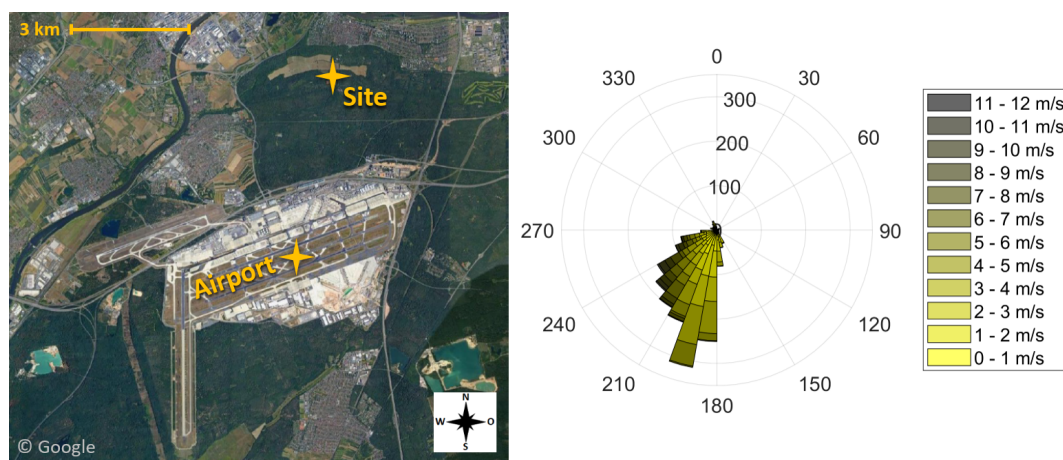 3 km
Site
Airport
© Google
N
W
O
S
0
330
30
300
60
300
200
100
270
90
240
120
210
150
180
11 - 12 m/s
10 - 11 m/s
9 - 10 m/s
8 - 9 m/s
7 - 8 m/s
6 - 7 m/s
5 - 6 m/s
4 - 5 m/s
3 - 4 m/s
2 - 3 m/s
1 - 2 m/s
0 - 1 m/s